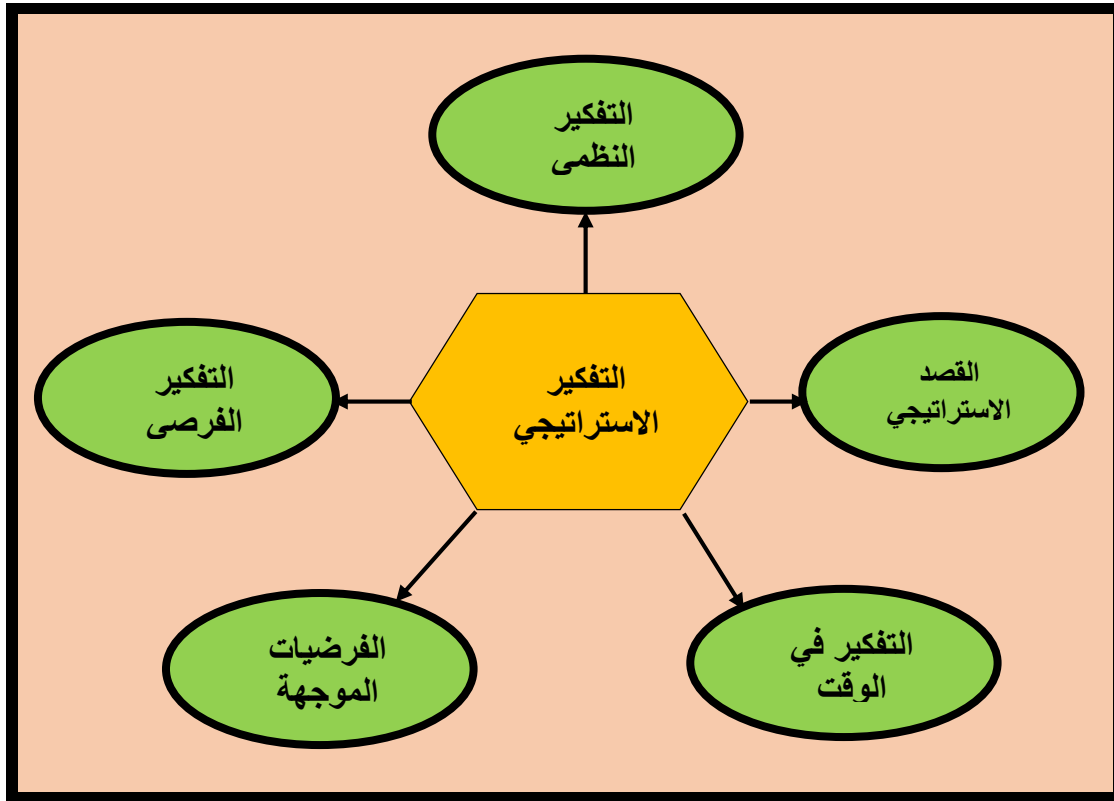 التفكير
النظمى
التفكير
الاستراتيجي
القصد
الاستراتيجي
التفكير
الفرصى
التفكير في
الوقت
الفرضيات
الموجهة